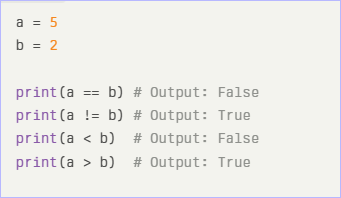 a = 5
b = 2

print(a == b) # Output: False
print(a != b) # Output: True
print(a < b)  # Output: False
print(a > b)  # Output: True